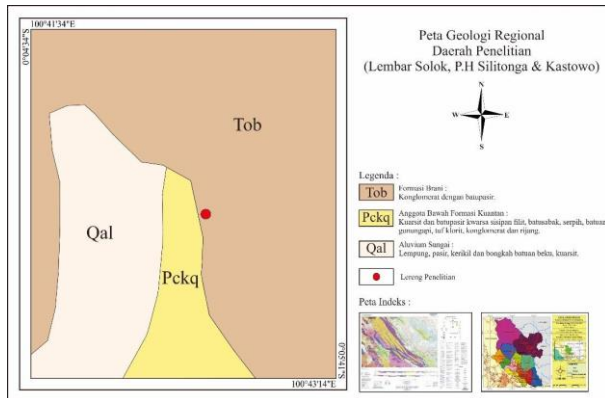 100°41'34"E
0°04'34"S
Tob
Qal
Pckq
0°05'41"S
100°43'14"E
Peta Geologi Regional
Daerah Penelitian
(Lembar Solok, P.H Silitonga & Kastowo)
N
W
E
S
Legenda :
Tob
Formasi Brani :
Konglomerat dengan batupasir.
Pckq
Anggota Bawah Formasi Kuantan :
Kuarsit dan batupasir kwarsa sisipan filit, batusabak, serpih, batuan
gunungapi, tuf klorit, konglomerat dan rijang.
Qal
Aluvium Sungai :
Lempung, pasir, kerikil dan bongkah batuan beku, kuarsit.
Lereng Penelitian
Peta Indeks :